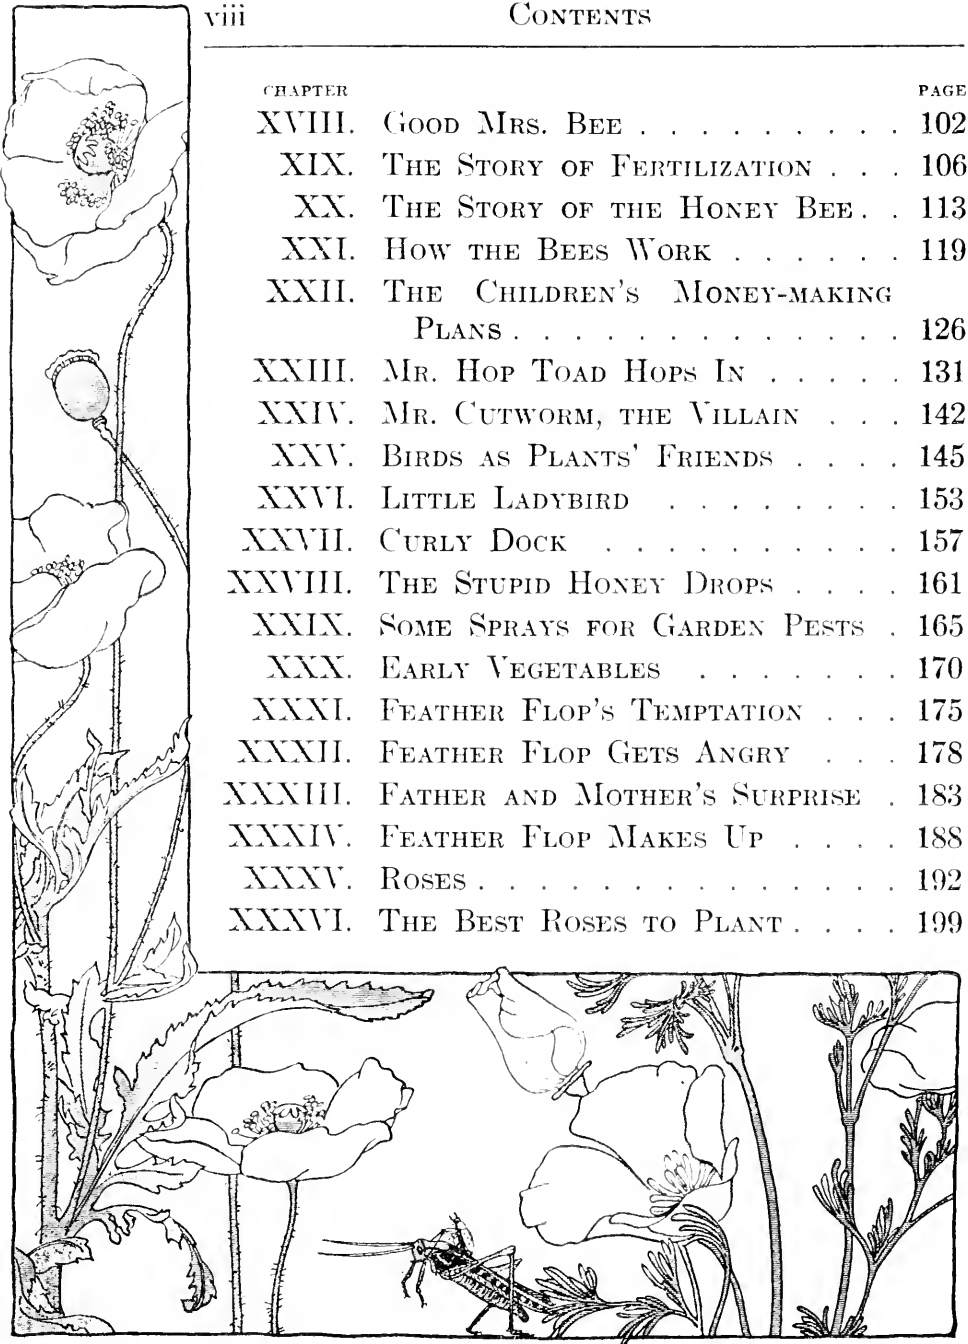 viii Contents
CHAPTER PAGE
XVIII. Good Mrs. Bee . . . . . . . . . . 102
XIX. The Story of Fertilization . . . 106
XX. The Story of the Honey Bee . . 113
XXI. How the Bees Work . . . . . . 119
XXII. The Children's Money-making
Plans . . . . . . . . . . . . . . 126
XXIII. Mr. Hop Toad Hops In . . . . . 131
XXIV. Mr. Cutworm, the Villain . . . 142
XXV. Birds as Plants' Friends . . . . 145
XXVI. Little Ladybird . . . . . . . . 153
XXVII. Curly Dock . . . . . . . . . . 157
XXVIII. The Stupid Honey Drops . . . . 161
XXIX. Some Sprays for Garden Pests . 165
XXX. Early Vegetables . . . . . . . 170
XXXI. Feather Flop's Temptation . . . 175
XXXII. Feather Flop Gets Angry . . . 178
XXXIII. Father and Mother's Surprise . 183
XXXIV. Feather Flop Makes Up . . . . 188
XXXV. Roses . . . . . . . . . . . . . . 192
XXXVI. The Best Roses to Plant . . . . 199